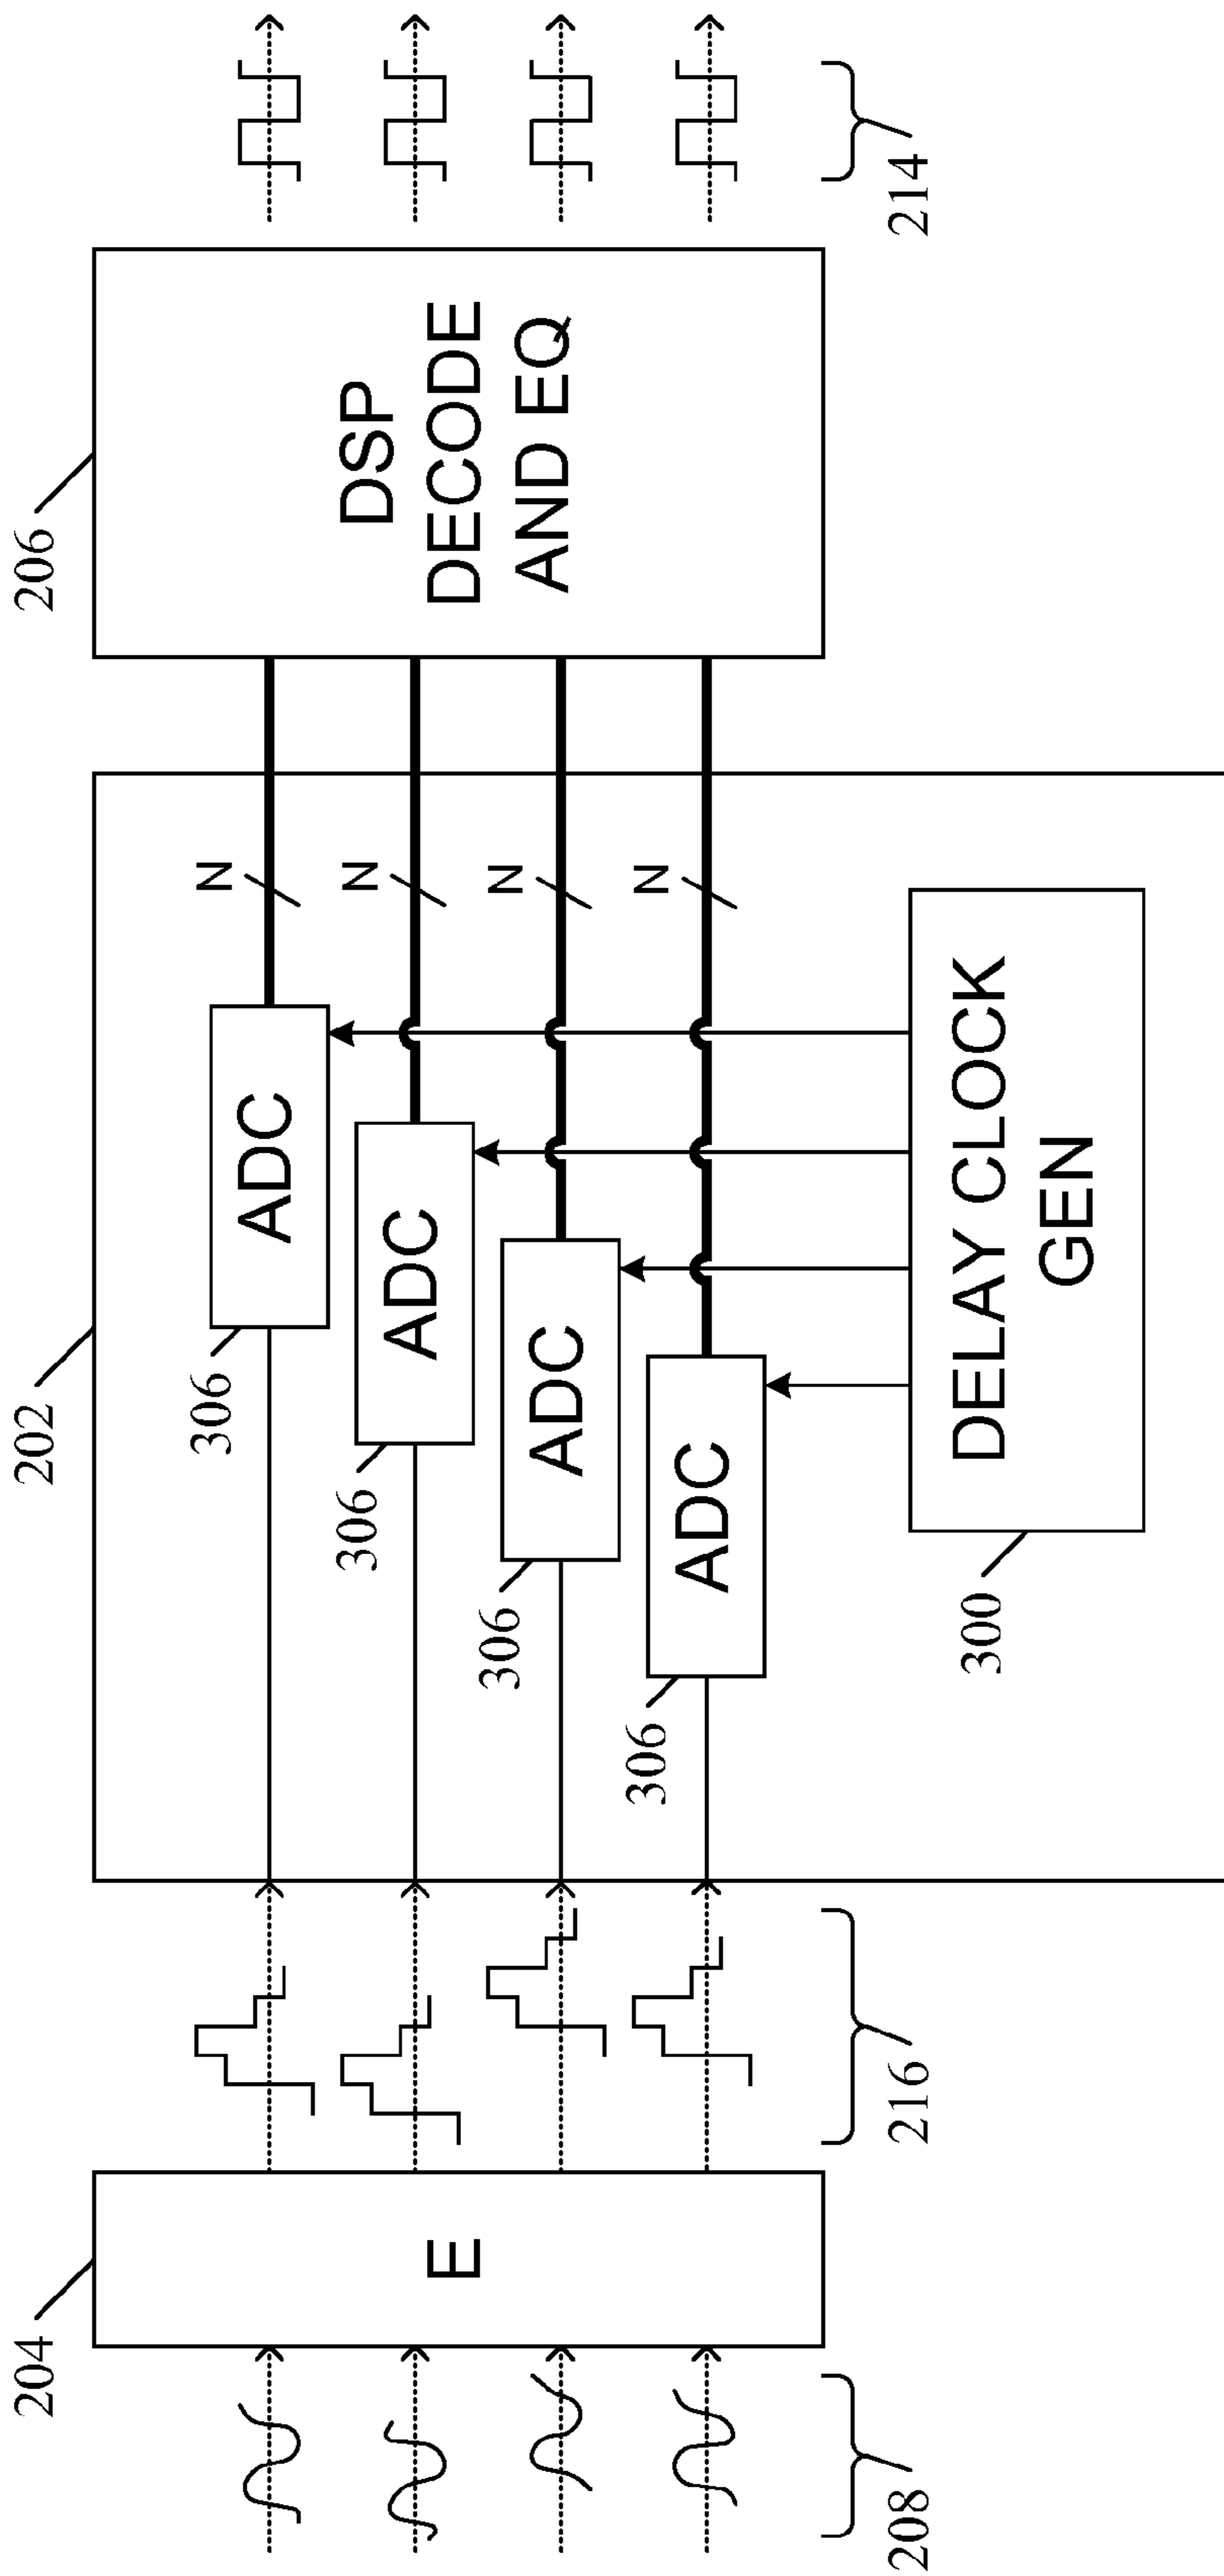 204
202
206
E
306
ADC
N
306
ADC
N
306
ADC
N
306
ADC
N
DSP
DECODE
AND EQ
300
DELAY CLOCK
GEN
208
216
214